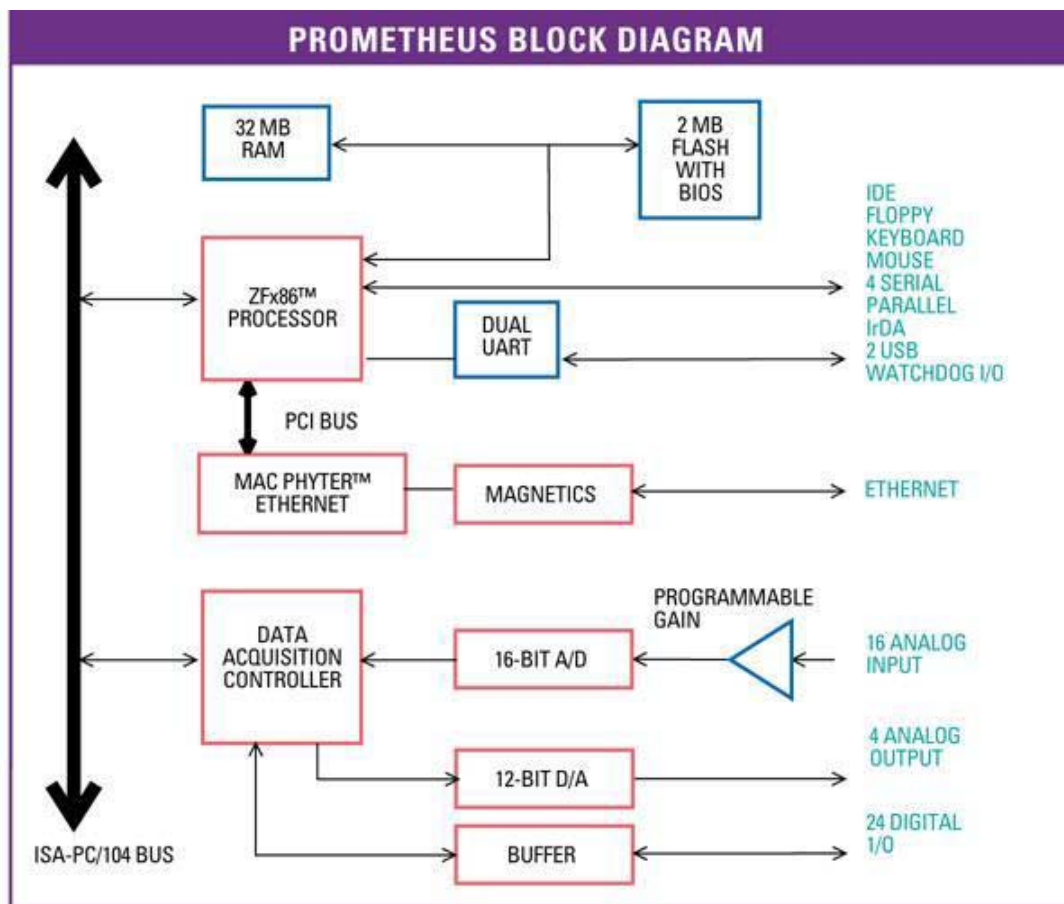 PROMETHEUS BLOCK DIAGRAM
32 MB
RAM
2 MB
FLASH
WITH
BIOS
IDE
FLOPPY
KEYBOARD
MOUSE
4 SERIAL
PARALLEL
IrDA
2 USB
WATCHDOG I/O
ZFx86™
PROCESSOR
DUAL
UART
PCI BUS
MAC PHYTER™
ETHERNET
MAGNETICS
ETHERNET
DATA
ACQUISITION
CONTROLLER
16-BIT A/D
PROGRAMMABLE
GAIN
16 ANALOG
INPUT
12-BIT D/A
4 ANALOG
OUTPUT
BUFFER
24 DIGITAL
I/O
ISA-PC/104 BUS